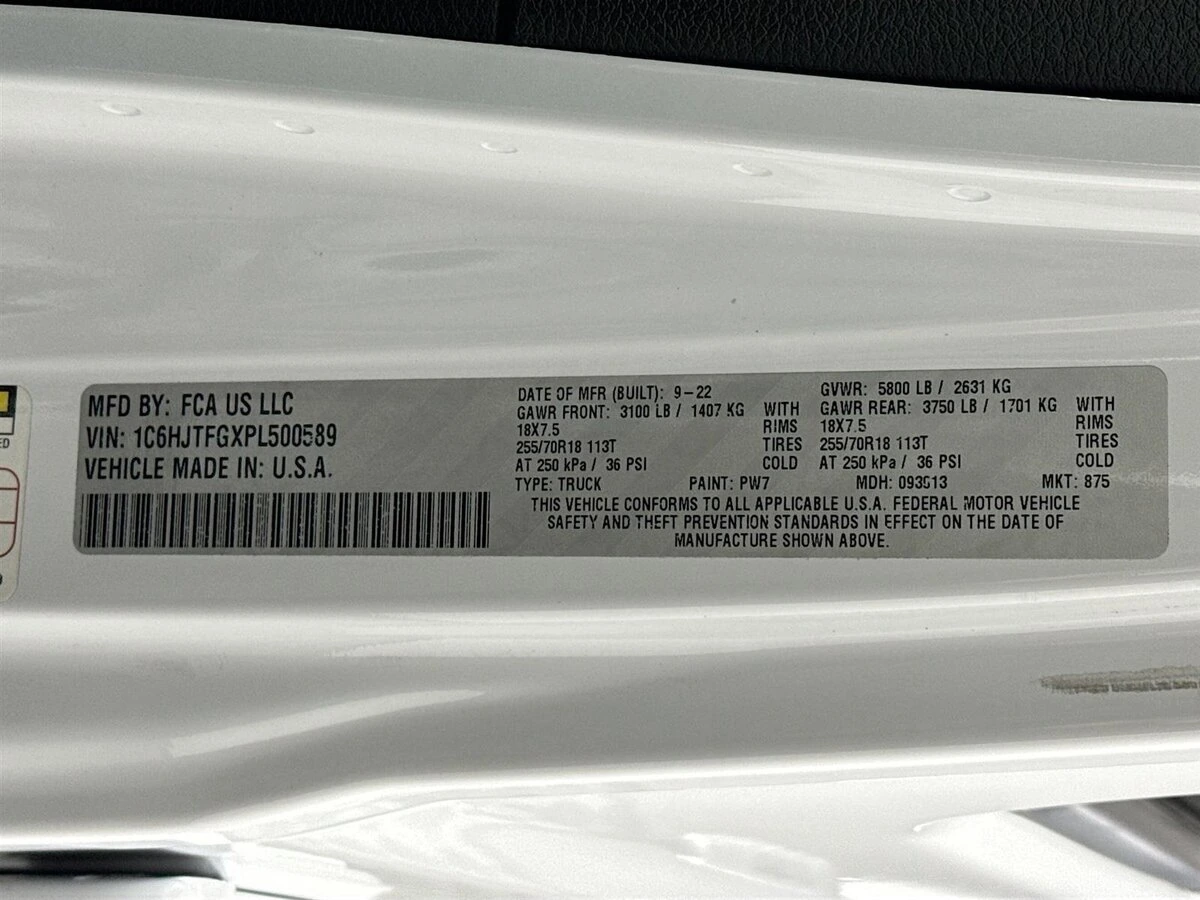 MFD BY: FCA US LLC
VIN: 1C6HJTFGXPL500589
VEHICLE MADE IN: U.S.A.
DATE OF MFR (BUILT): 9-22
GAWR FRONT: 3100 LB / 1407 KG WITH
18X7.5 RIMS
255/70R18 113T TIRES
AT 250 kPa / 36 PSI COLD
GVWR: 5800 LB / 2631 KG
GAWR REAR: 3750 LB / 1701 KG WITH
18X7.5 RIMS
255/70R18 113T TIRES
AT 250 kPa / 36 PSI COLD
TYPE: TRUCK PAINT: PW7 MDH: 093013 MKT: 875
THIS VEHICLE CONFORMS TO ALL APPLICABLE U.S.A. FEDERAL MOTOR VEHICLE
SAFETY AND THEFT PREVENTION STANDARDS IN EFFECT ON THE DATE OF
MANUFACTURE SHOWN ABOVE.